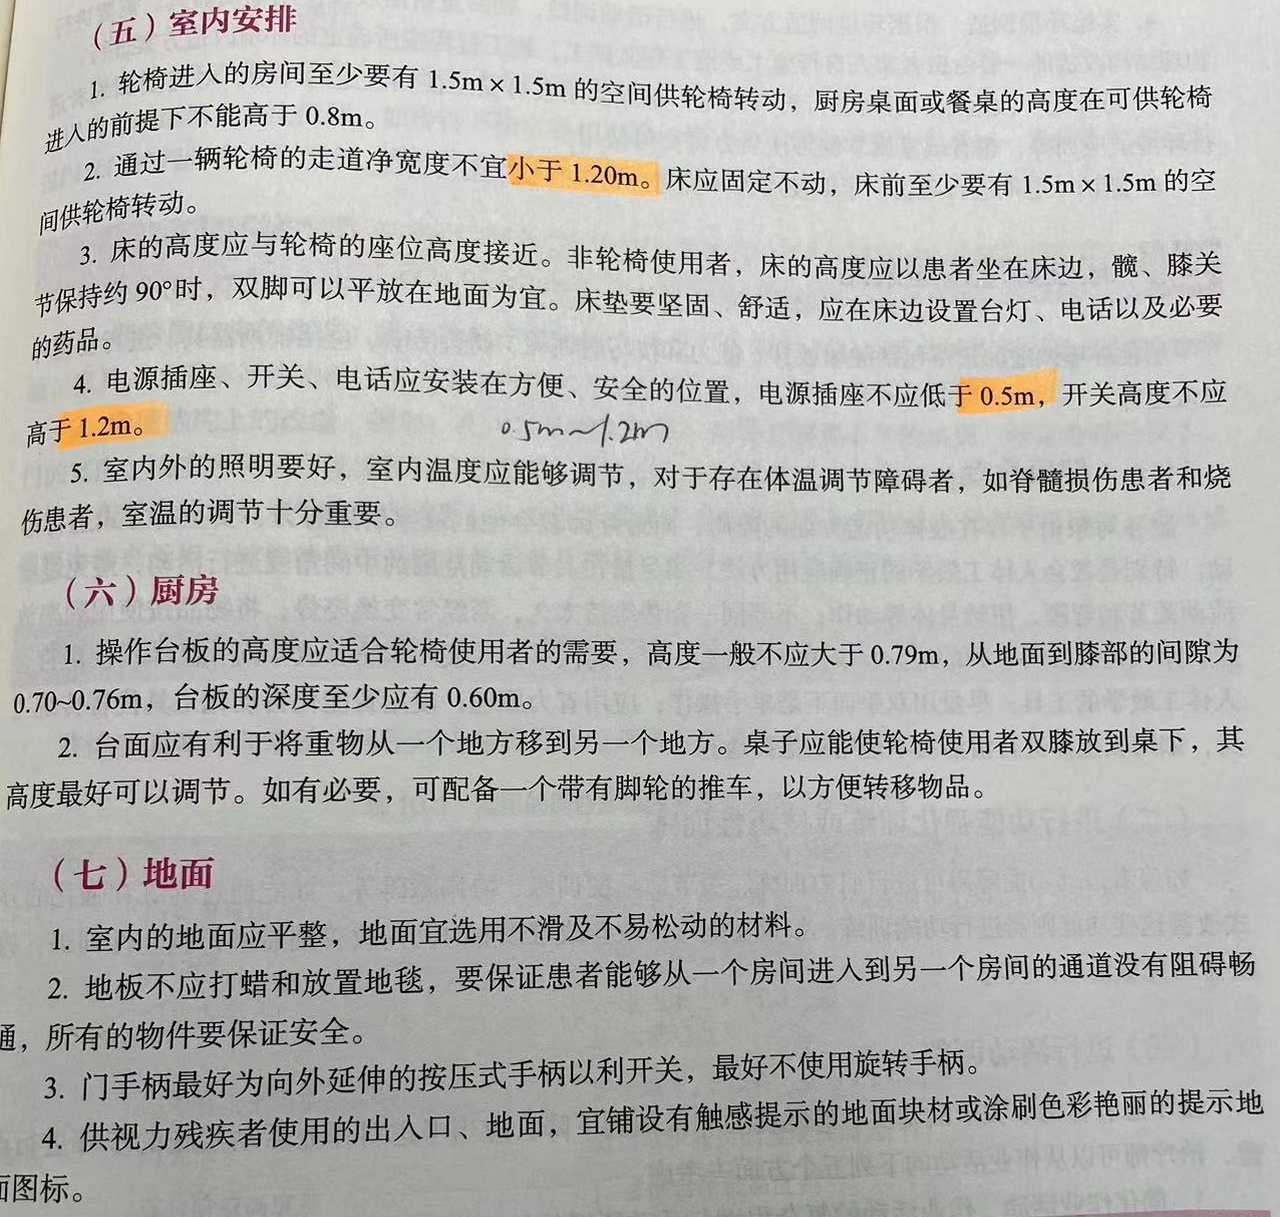 （五）室内安排
1. 轮椅进入的房间至少要有 1.5m × 1.5m 的空间供轮椅转动，厨房桌面或餐桌的高度在可供轮椅
进入的前提下不能高于 0.8m。
2. 通过一辆轮椅的走道净宽度不宜小于 1.20m。床应固定不动，床前至少要有 1.5m × 1.5m 的空
间供轮椅转动。
3. 床的高度应与轮椅的座位高度接近。非轮椅使用者，床的高度应以患者坐在床边，髋、膝关
节保持约 90°时，双脚可以平放在地面为宜。床垫要坚固、舒适，应在床边设置台灯、电话以及必要
的药品。
4. 电源插座、开关、电话应安装在方便、安全的位置，电源插座不应低于 0.5m，开关高度不应
高于 1.2m。
0.5m~1.2m
5. 室内外的照明要好，室内温度应能够调节，对于存在体温调节障碍者，如脊髓损伤患者和烧
伤患者，室温的调节十分重要。
（六）厨房
1. 操作台板的高度应适合轮椅使用者的需要，高度一般不应大于 0.79m，从地面到膝部的间隙为
0.70~0.76m，台板的深度至少应有 0.60m。
2. 台面应有利于将重物从一个地方移到另一个地方。桌子应能使轮椅使用者双膝放到桌下，其
高度最好可以调节。如有必要，可配备一个带有脚轮的推车，以方便转移物品。
（七）地面
1. 室内的地面应平整，地面宜选用不滑及不易松动的材料。
2. 地板不应打蜡和放置地毯，要保证患者能够从一个房间进入到另一个房间的通道没有阻碍畅
通，所有的物件要保证安全。
3. 门手柄最好为向外延伸的按压式手柄以利开关，最好不使用旋转手柄。
4. 供视力残疾者使用的出入口、地面，宜铺设有触感提示的地面块材或涂刷色彩艳丽的提示地
面图标。